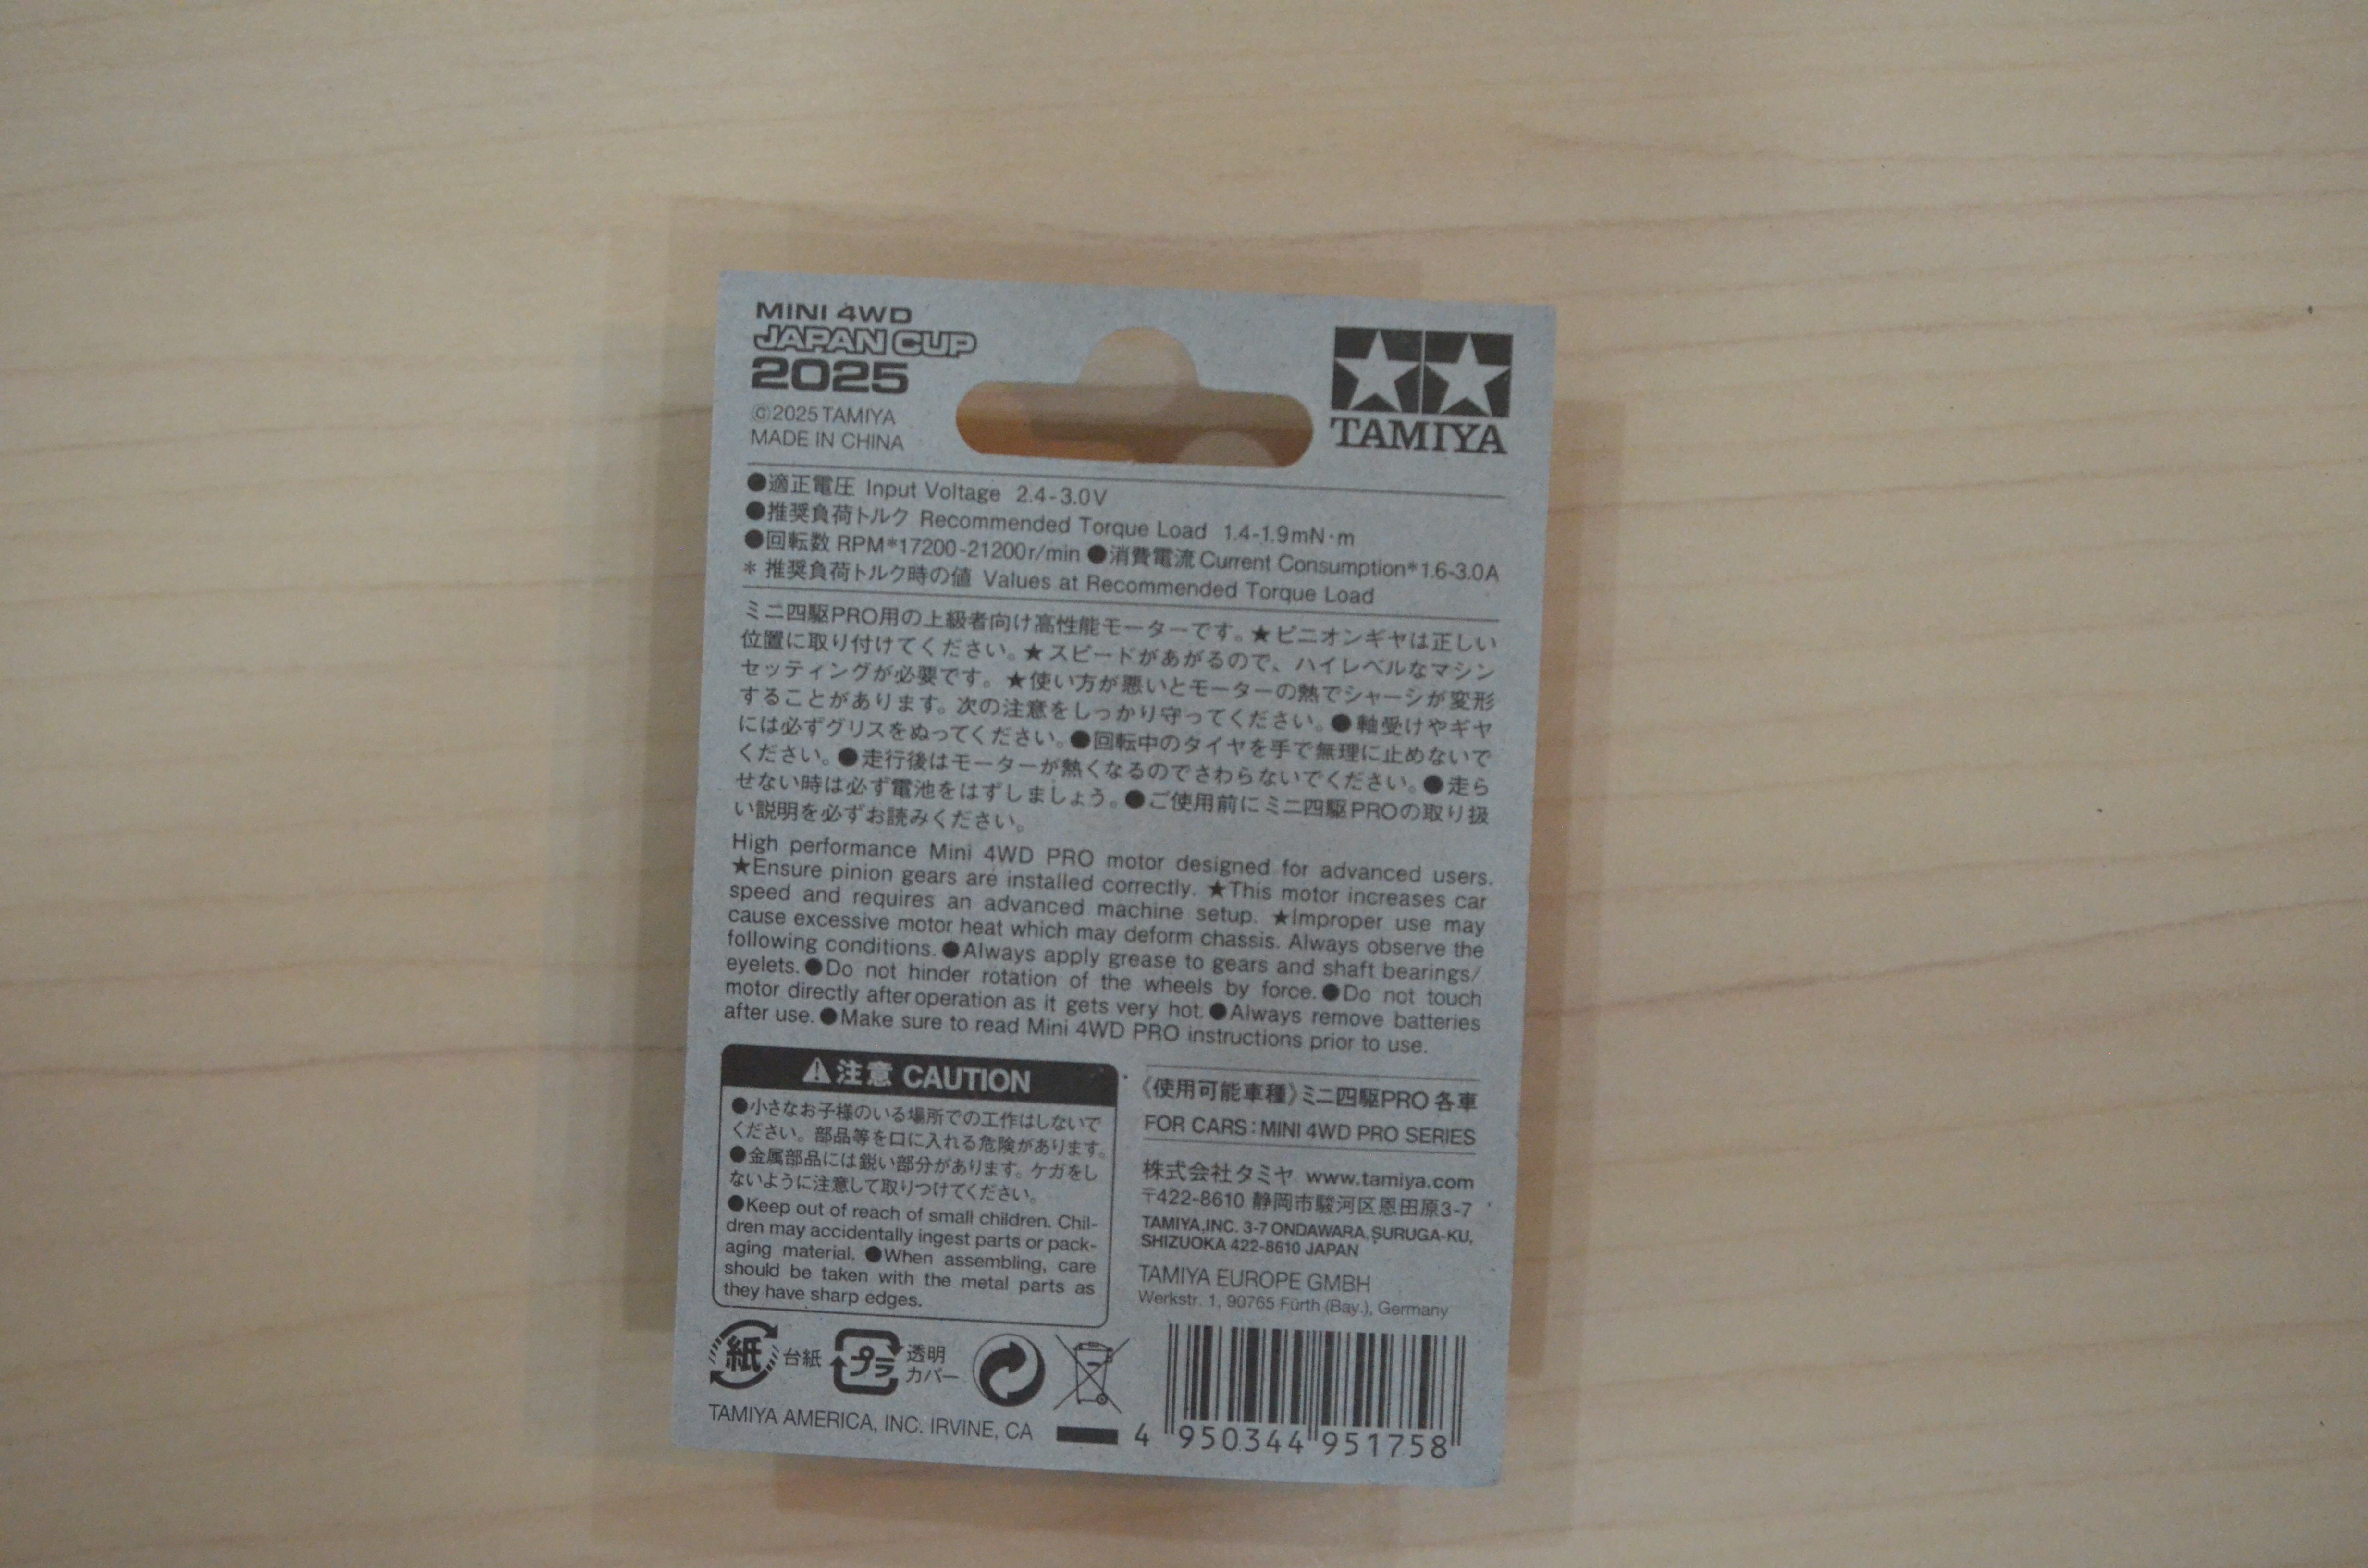 MINI 4WD
JAPAN CUP
2025
©2025 TAMIYA
MADE IN CHINA
TAMIYA
●適正電圧 Input Voltage 2.4-3.0V
●推奨負荷トルク Recommended Torque Load 1.4-1.9mN·m
●回転数 RPM*17200-21200r/min ●消費電流 Current Consumption*1.6-3.0A
* 推奨負荷トルク時の値 Values at Recommended Torque Load
ミニ四駆PRO用の上級者向け高性能モーターです。★ピニオンギヤは正しい
位置に取り付けてください。★スピードがあがるので、ハイレベルなマシン
セッティングが必要です。★使い方が悪いとモーターの熱でシャーシが変形
することがあります。次の注意をしっかり守ってください。●軸受けやギヤ
には必ずグリスをぬってください。●回転中のタイヤを手で無理に止めないで
ください。●走行後はモーターが熱くなるのでさわらないでください。●走ら
せない時は必ず電池をはずしましょう。●ご使用前にミニ四駆PROの取り扱
い説明を必ずお読みください。
High performance Mini 4WD PRO motor designed for advanced users.
★Ensure pinion gears are installed correctly. ★This motor increases car
speed and requires an advanced machine setup. ★Improper use may
cause excessive motor heat which may deform chassis. Always observe the
following conditions. ●Always apply grease to gears and shaft bearings/
eyelets. ●Do not hinder rotation of the wheels by force. ●Do not touch
motor directly after operation as it gets very hot. ●Always remove batteries
after use. ●Make sure to read Mini 4WD PRO instructions prior to use.
注意 CAUTION
●小さなお子様のいる場所での工作はしないで
ください。部品等を口に入れる危険があります。
●金属部品には鋭い部分があります。ケガをし
ないように注意して取りつけてください。
●Keep out of reach of small children. Chil-
dren may accidentally ingest parts or pack-
aging material. ●When assembling, care
should be taken with the metal parts as
they have sharp edges.
《使用可能車種》ミニ四駆PRO 各車
FOR CARS : MINI 4WD PRO SERIES
株式会社タミヤ www.tamiya.com
〒422-8610 静岡市駿河区恩田原3-7
TAMIYA,INC. 3-7 ONDAWARA, SURUGA-KU,
SHIZUOKA 422-8610 JAPAN
TAMIYA EUROPE GMBH
Werkstr. 1, 90765 Fürth (Bay.), Germany
紙 台紙 プラ 透明
カバー
TAMIYA AMERICA, INC. IRVINE, CA
4 950344 951758